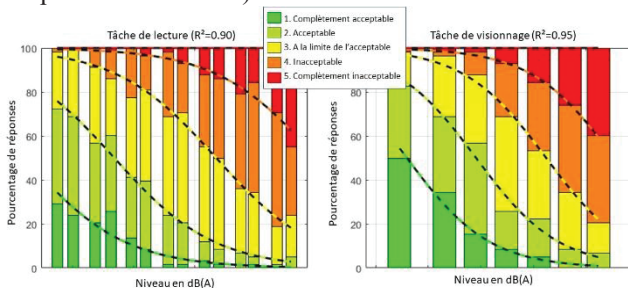 Tâche de lecture (R²=0.90)
Tâche de visionnage (R²=0.95)
1. Complètement acceptable
2. Acceptable
3. A la limite de l'acceptable
4. Inacceptable
5. Complètement inacceptable
Pourcentage de réponses
100
80
60
40
20
0
Niveau en dB(A)
Pourcentage de réponses
100
80
60
40
20
0
Niveau en dB(A)